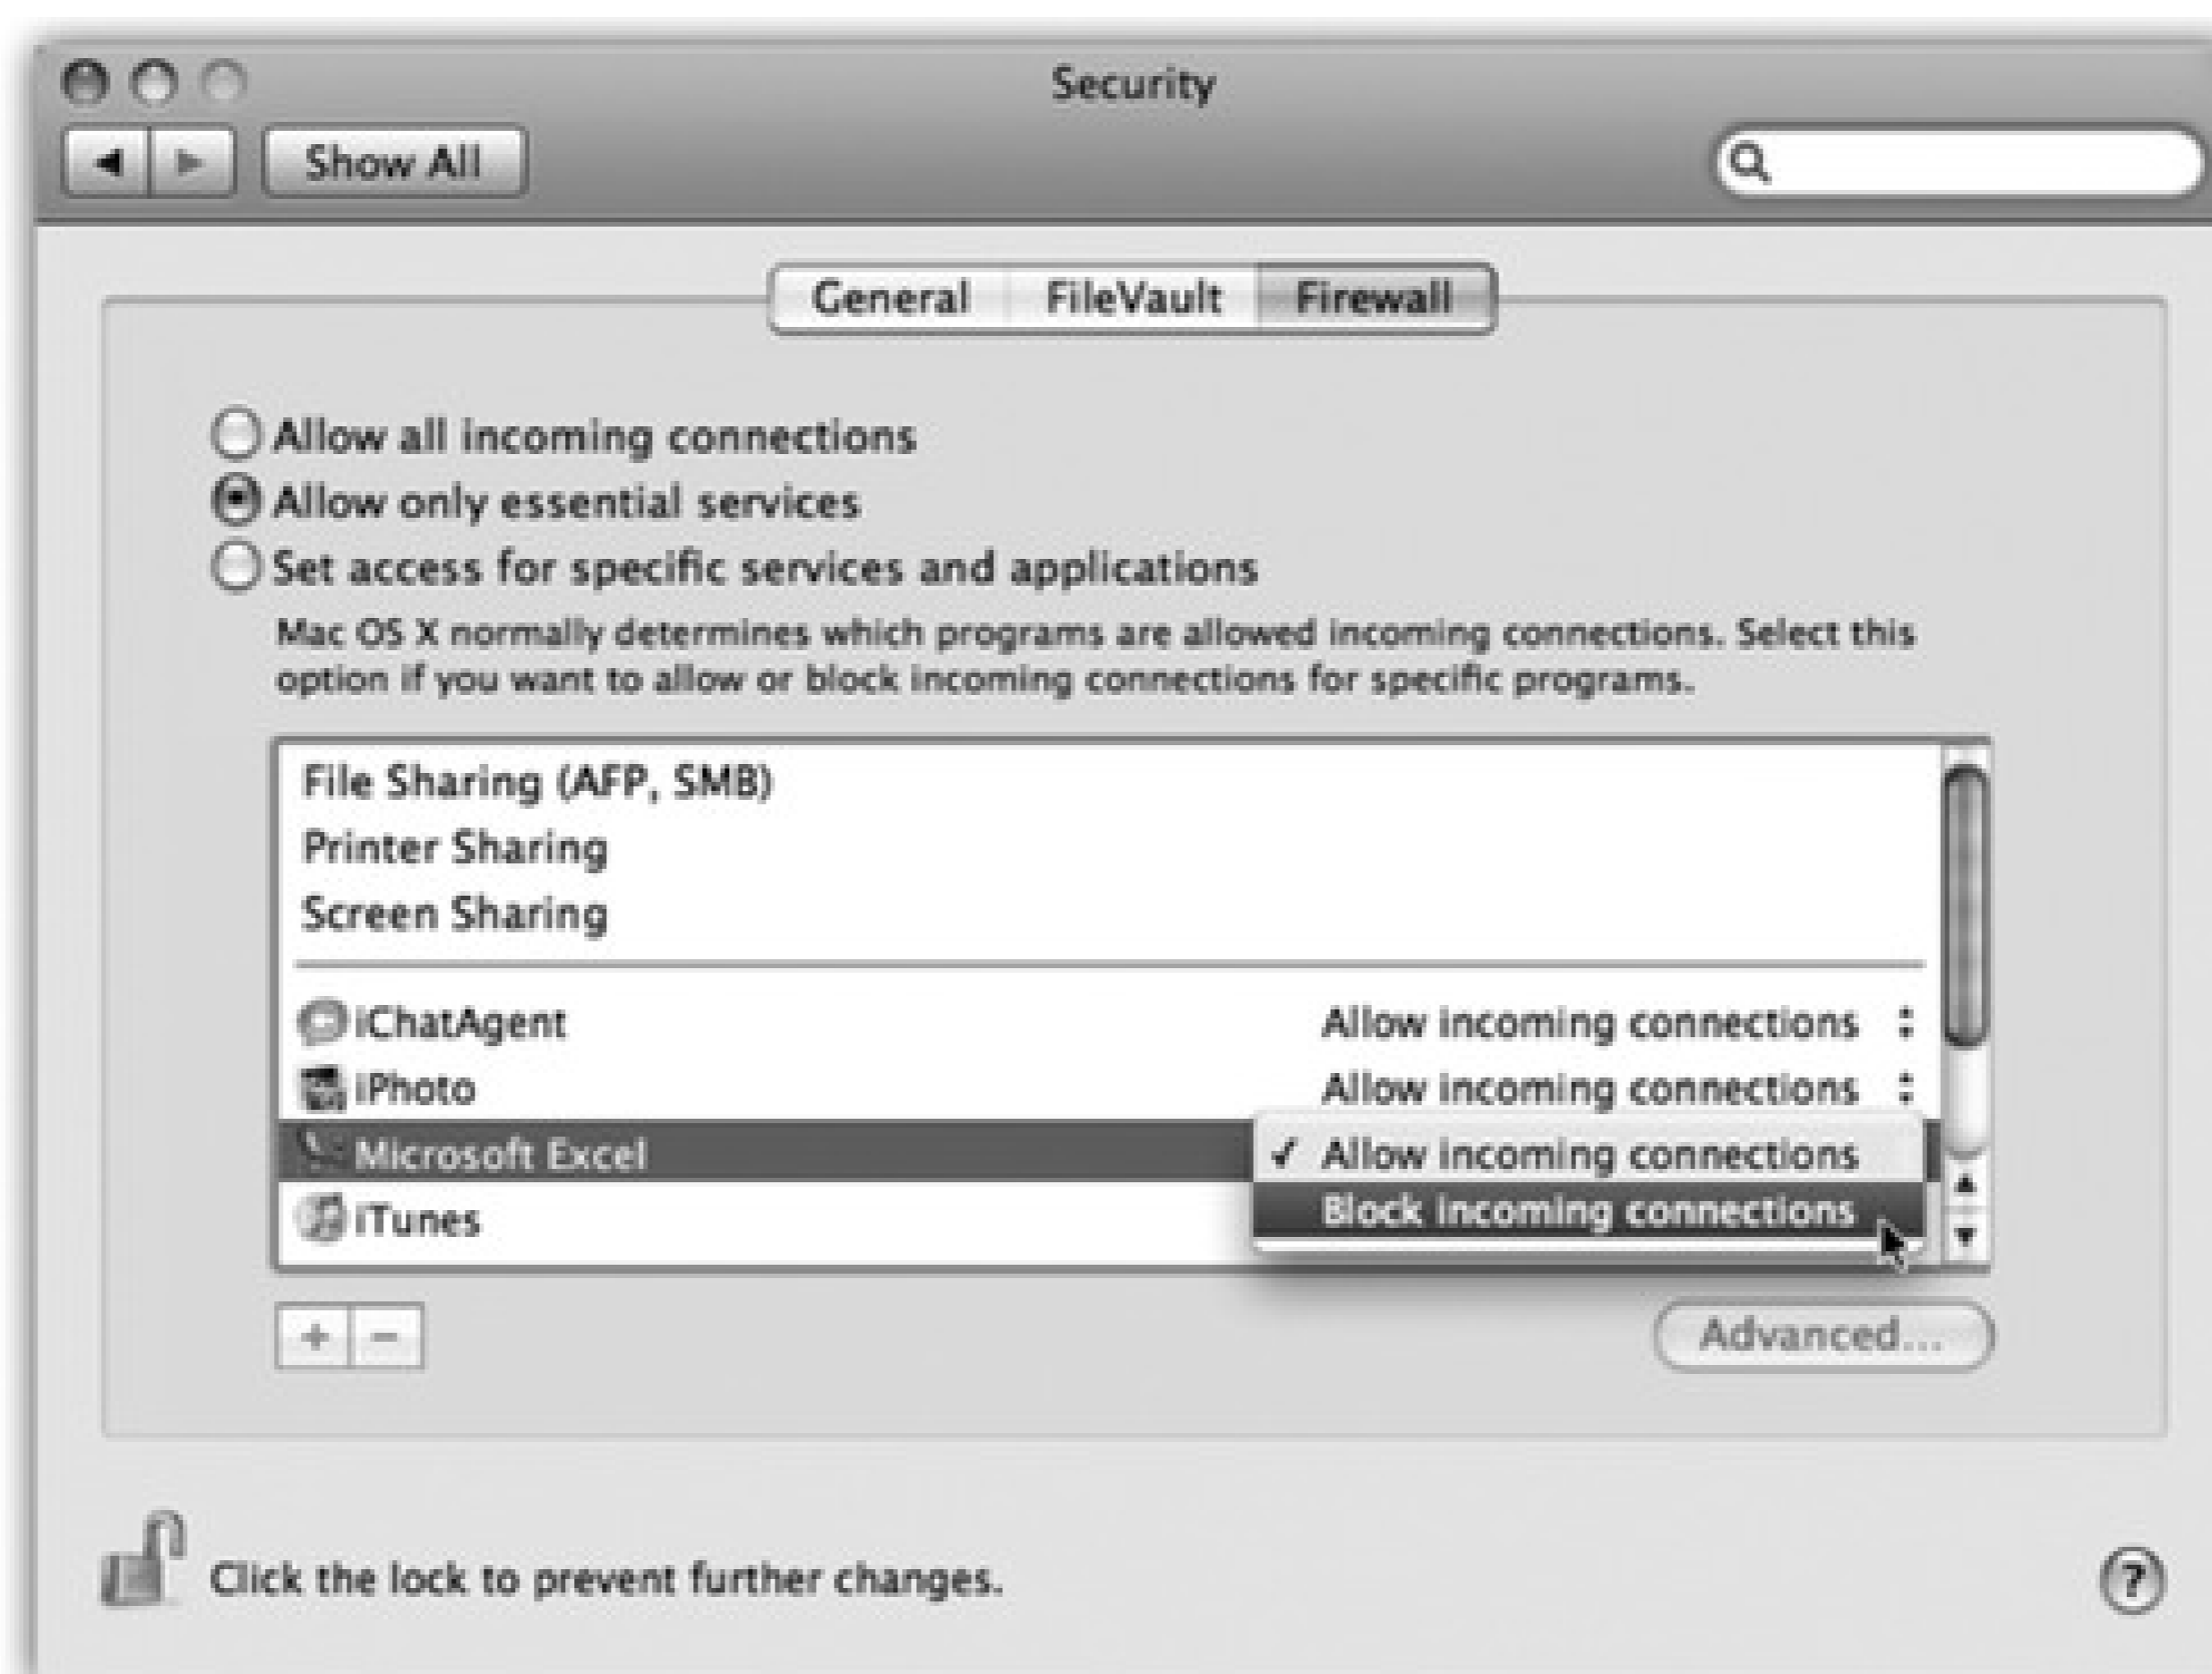 Security
Show All
General FileVault Firewall
Allow all incoming connections
Allow only essential services
Set access for specific services and applications
Mac OS X normally determines which programs are allowed incoming connections. Select this
option if you want to allow or block incoming connections for specific programs.
File Sharing (AFP, SMB)
Printer Sharing
Screen Sharing
iChatAgent Allow incoming connections
iPhoto Allow incoming connections
Microsoft Excel ✓ Allow incoming connections
Block incoming connections
iTunes
+ −
Advanced...
Click the lock to prevent further changes.
?